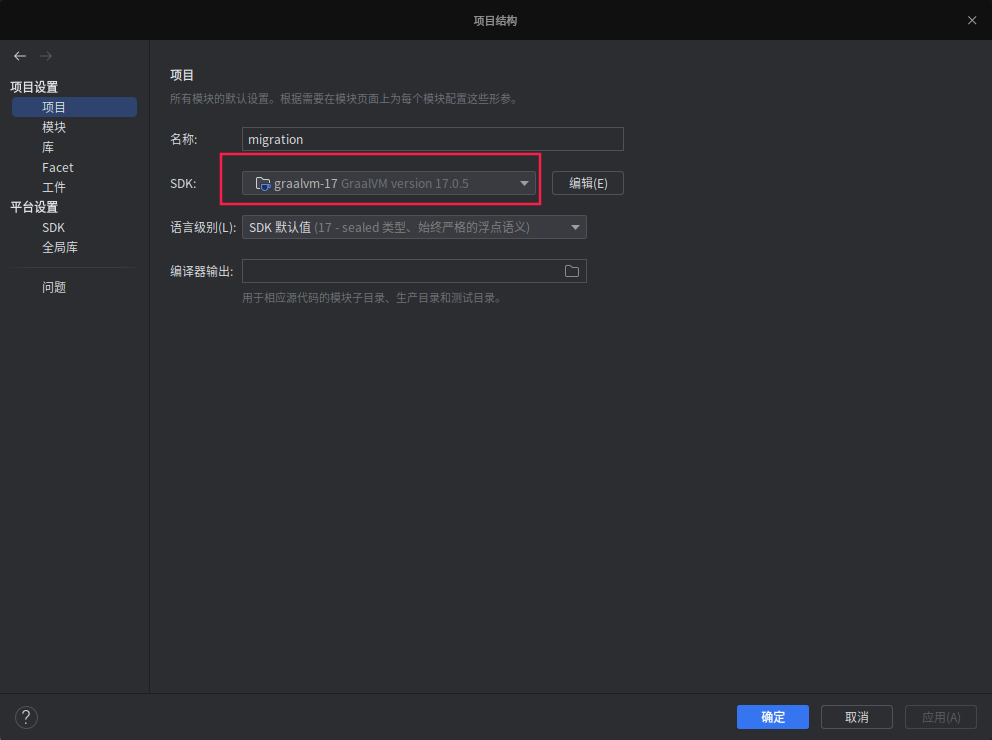 项目结构
项目设置
项目
模块
库
Facet
工件
平台设置
SDK
全局库
问题
项目
所有模块的默认设置。根据需要在模块页面上为每个模块配置这些形参。
名称: migration
SDK: graalvm-17 GraalVM version 17.0.5 编辑(E)
语言级别(L): SDK 默认值 (17 - sealed 类型、始终严格的浮点语义)
编译器输出:
用于相应源代码的模块子目录、生产目录和测试目录。
? 确定 取消 应用(A)